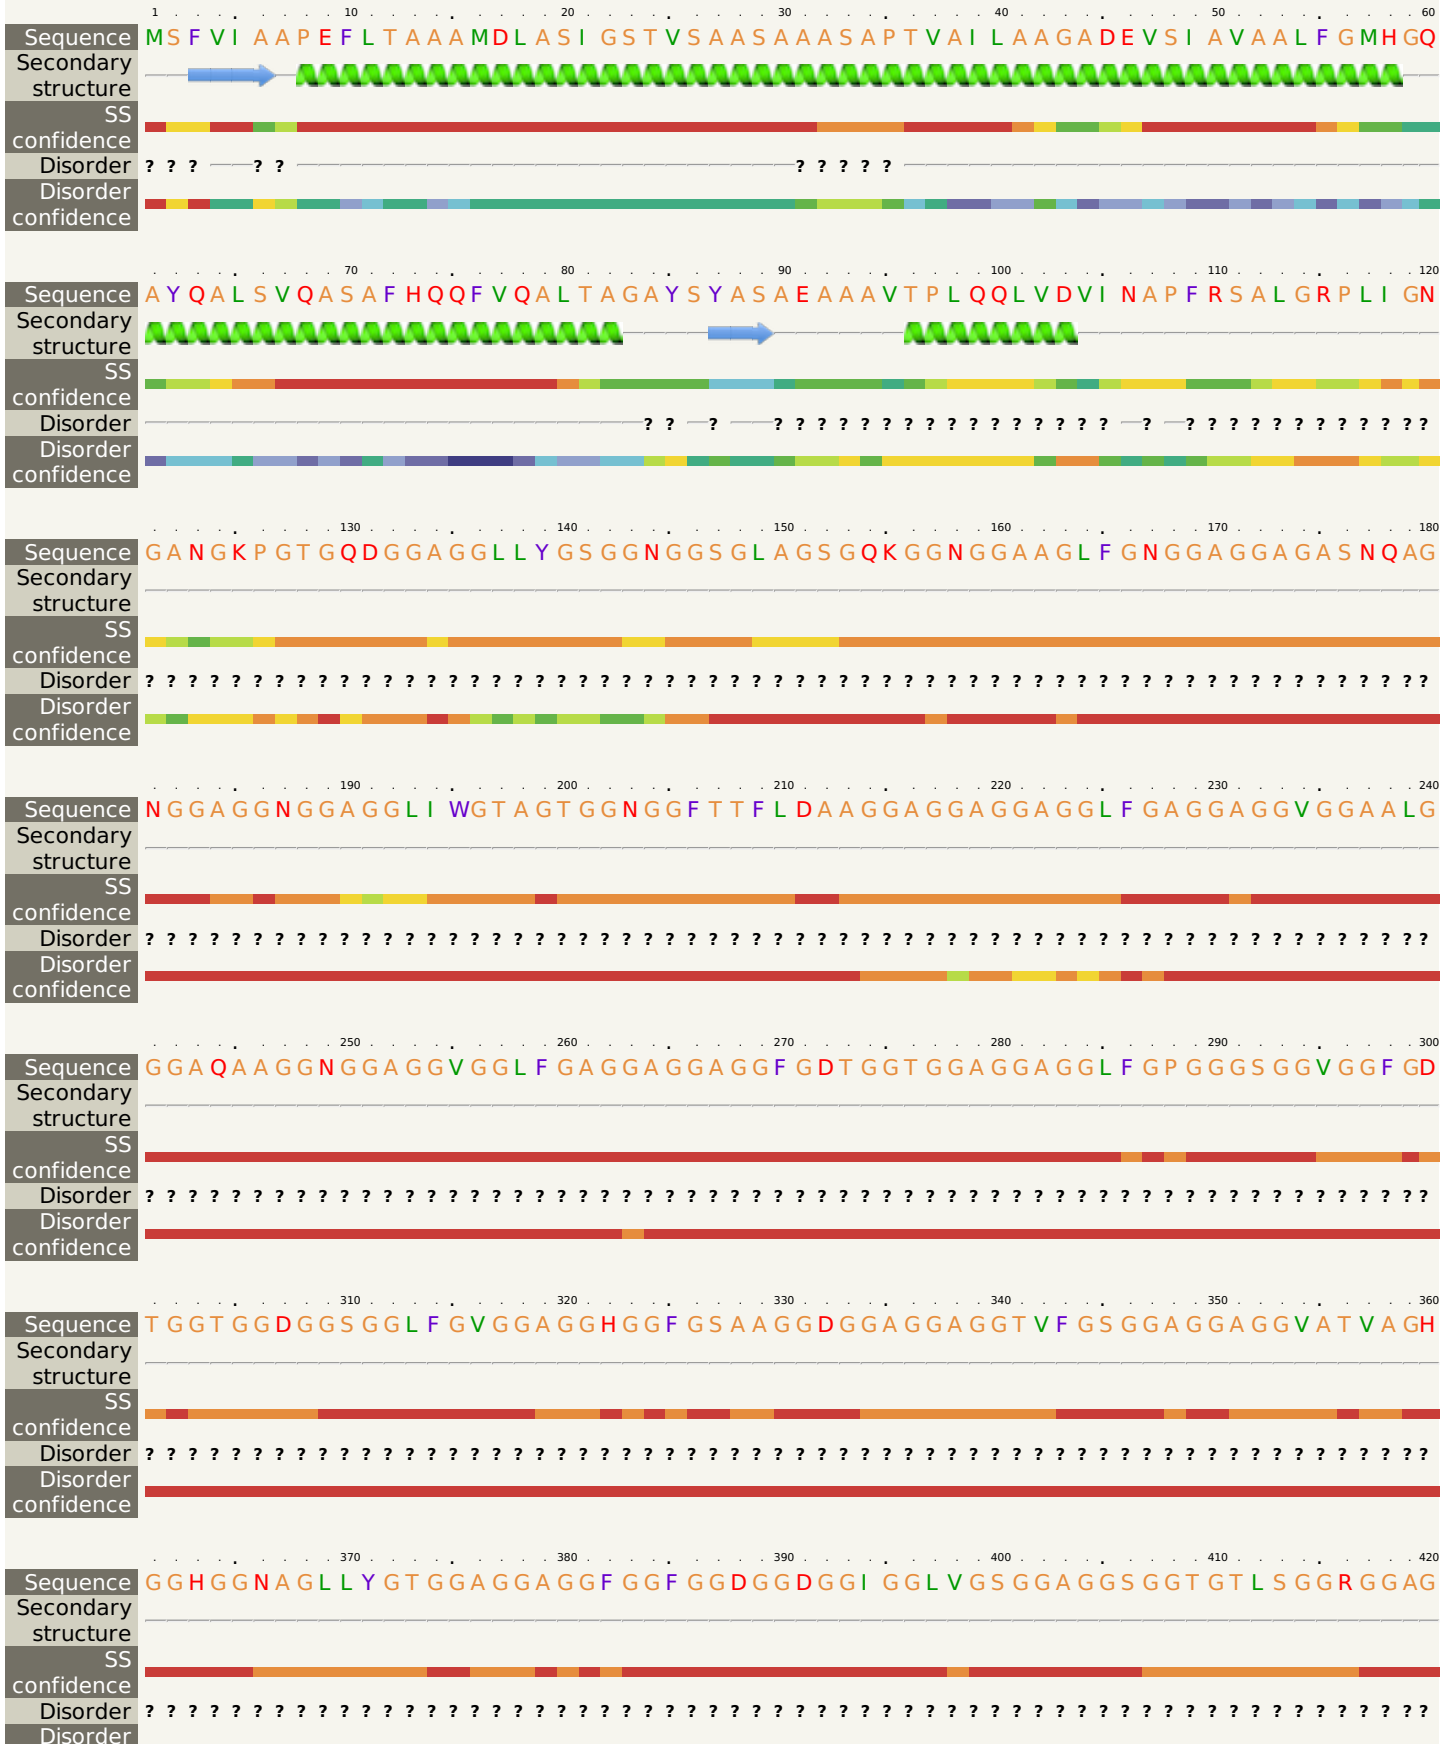 1 10 20 30 40 50 60
Sequence MSFVIAAPEFLTAAAMDLASIGSTVSAASAAASAPTVAILAAGADEVSIAVAALFGMHGQ
Secondary
structure
SS
confidence
Disorder ??? ?? ?????
Disorder
confidence
70 80 90 100 110 120
Sequence AYQALSVQASAFHQQFVQALTAGAYSYASAEAAAVTPLQQLVDVINAPFRSALGRPLIGN
Secondary
structure
SS
confidence
Disorder ?? ? ???????????????? ? ????????????
Disorder
confidence
130 140 150 160 170 180
Sequence GANGKPGTGQDGGAGGLLYGSGGNGGSGLAGSGQKGGNGGAAGLFGNGGAGGAGASNQAG
Secondary
structure
SS
confidence
Disorder ????????????????????????????????????????????????????????????
Disorder
confidence
190 200 210 220 230 240
Sequence NGGAGGNGGAGGLIWGTAGTGGNGGFTTFLDAAGGAGGAGGAGGLFGAGGAGGVGGAALG
Secondary
structure
SS
confidence
Disorder ????????????????????????????????????????????????????????????
Disorder
confidence
250 260 270 280 290 300
Sequence GGAQAAGGNGGAGGVGGLFGAGGAGGAGGFGDTGGTGGAGGAGGLFGPGGGSGGVGGFGD
Secondary
structure
SS
confidence
Disorder ????????????????????????????????????????????????????????????
Disorder
confidence
310 320 330 340 350 360
Sequence TGGTGGDGGSGGLFGVGGAGGHGGFGSAAGGDGGAGGAGGTVFGSGGAGGAGGVATVAGH
Secondary
structure
SS
confidence
Disorder ????????????????????????????????????????????????????????????
Disorder
confidence
370 380 390 400 410 420
Sequence GGHGGNAGLLYGTGGAGGAGGFGGFGGDGGDGGIGGLVGSGGAGGSGGTGTLSGGRGGAG
Secondary
structure
SS
confidence
Disorder ????????????????????????????????????????????????????????????
Disorder